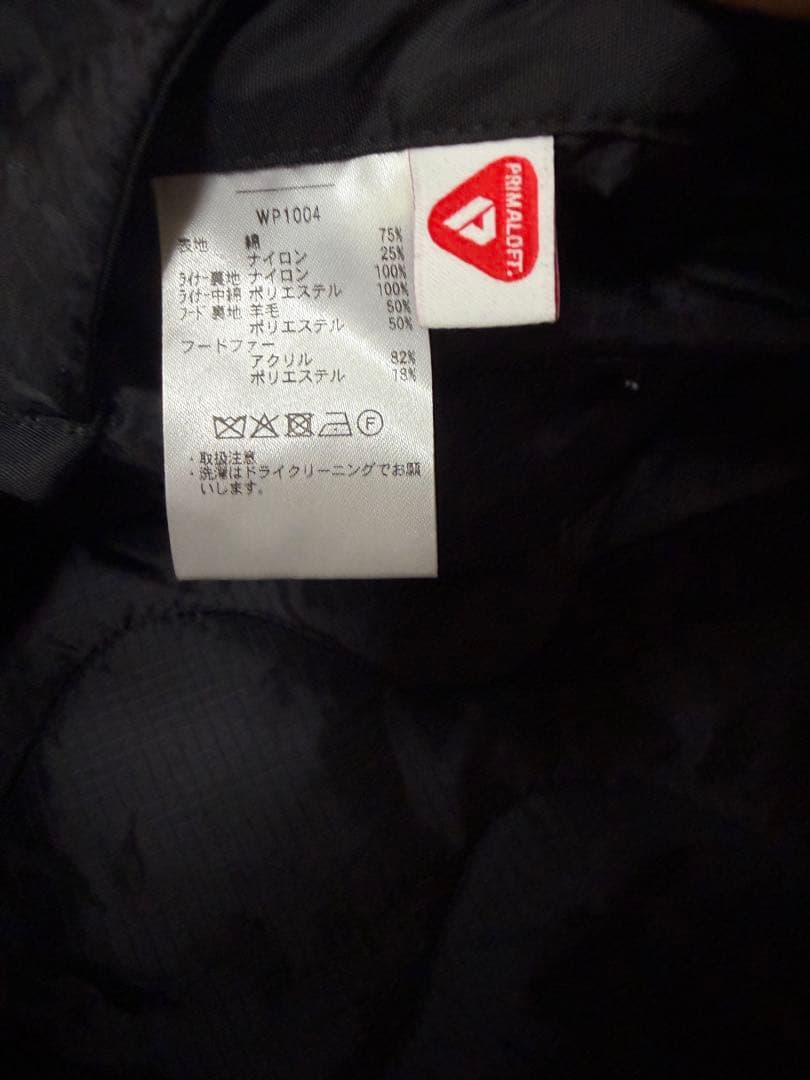 WP1004
表地 綿 75%
ナイロン 25%
ライナー裏地 ナイロン 100%
ライナー中綿 ポリエステル 100%
フード 裏地 羊毛 50%
ポリエステル 50%
フードファー
アクリル 82%
ポリエステル 18%
F
・取扱注意
・洗濯はドライクリーニングでお願
いします。
PRIMALOFT